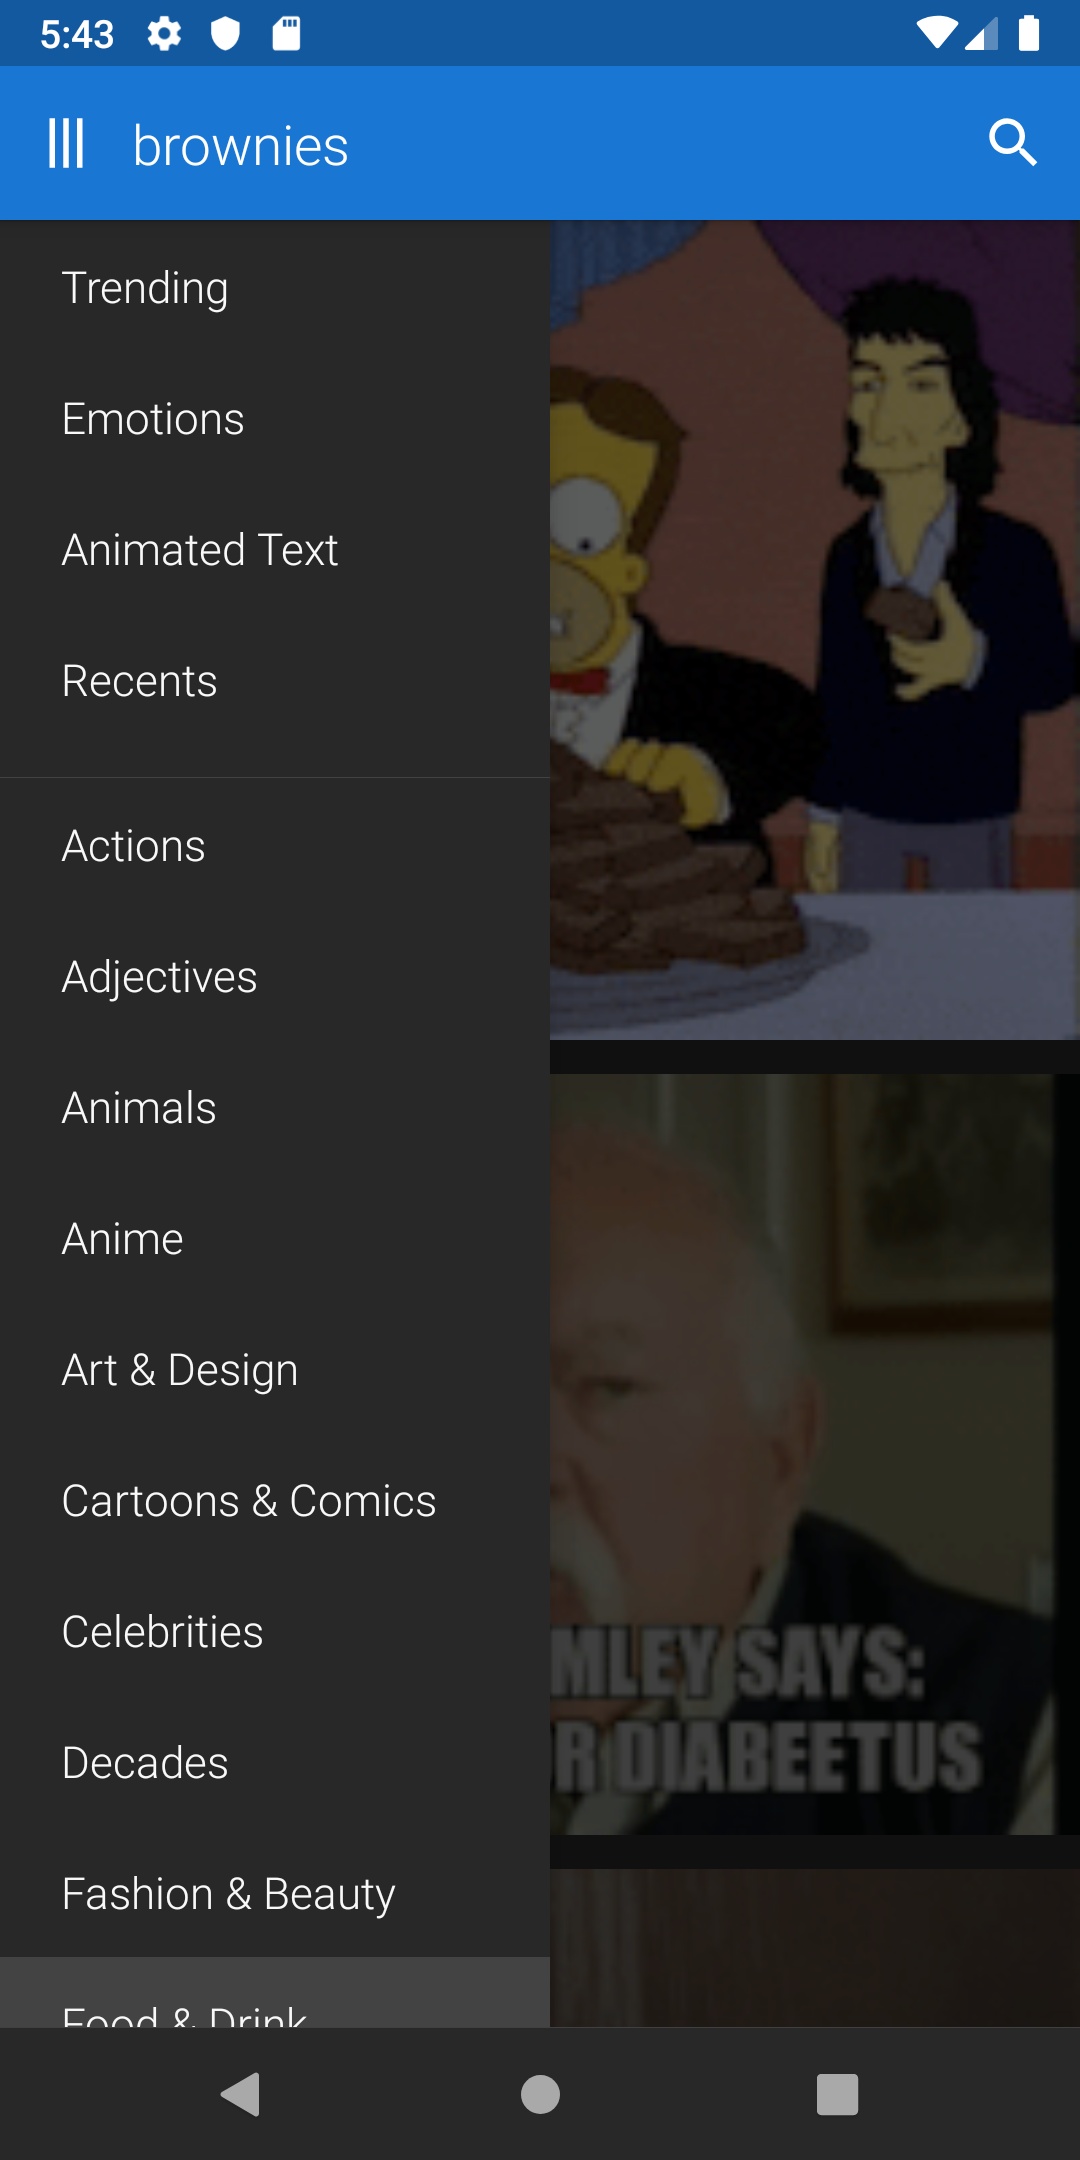 5:43
brownies
Trending
Emotions
Animated Text
Recents
Actions
Adjectives
Animals
Anime
Art & Design
Cartoons & Comics
Celebrities
Decades
Fashion & Beauty
Food & Drink
MLEY SAYS:
R DIABEETUS